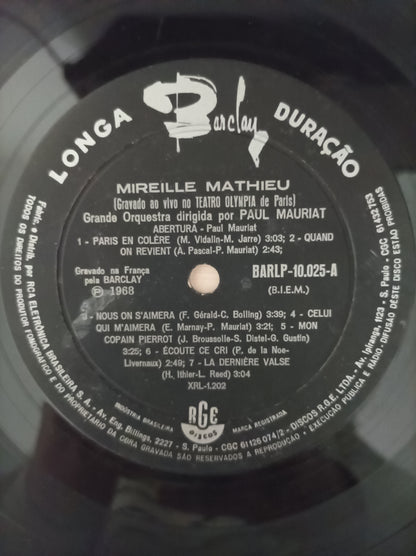 LONGA Barclay DURAÇÃO
MIREILLE MATHIEU
(Gravado ao vivo no TEATRO OLYMPIA de Paris)
Grande Orquestra dirigida por PAUL MAURIAT
ABERTURA - Paul Mauriat
1 - PARIS EN COLÈRE (M. Vidalin-M. Jarre) 3:03; 2 - QUAND
ON REVIENT (A. Pascal-P. Mauriat) 2:43;
Gravado na França
pela BARCLAY
Ⓟ 1968
BARLP-10.025-A
(B.I.E.M.)
3 - NOUS ON S'AIMERA (F. Gérald-C. Bolling) 3:39; 4 - CELUI
QUI M'AIMERA (E. Marnay-P. Mauriat) 3:21; 5 - MON
COPAIN PIERROT (J. Broussolle-S. Distel-G. Gustin)
3:25; 6 - ÉCOUTE CE CRI (P. de la Noe-
Livernaux) 2:49; 7 - LA DERNIÈRE VALSE
(H. Ithier-L. Reed) 3:04
XRL-1.202
INDÚSTRIA BRASILEIRA
RGE
DISCOS
MARCA REGISTRADA
Fabric. e Distrib. por RCA ELETRÔNICA BRASILEIRA S. A., Av. Eng. Billings, 2227 - S. Paulo - CGC 61126074/2 - DISCOS R.G.E. LTDA. - Av. Ipiranga, 1123 - S. Paulo - CGC 61452753
TODOS OS DIREITOS DO PRODUTOR FONOGRÁFICO E DO PROPRIETÁRIO DA OBRA GRAVADA SÃO RESERVADOS A REPRODUÇÃO - EXECUÇÃO PÚBLICA E RADIO. DIFUSÃO DESTE DISCO ESTÃO PROIBIDAS